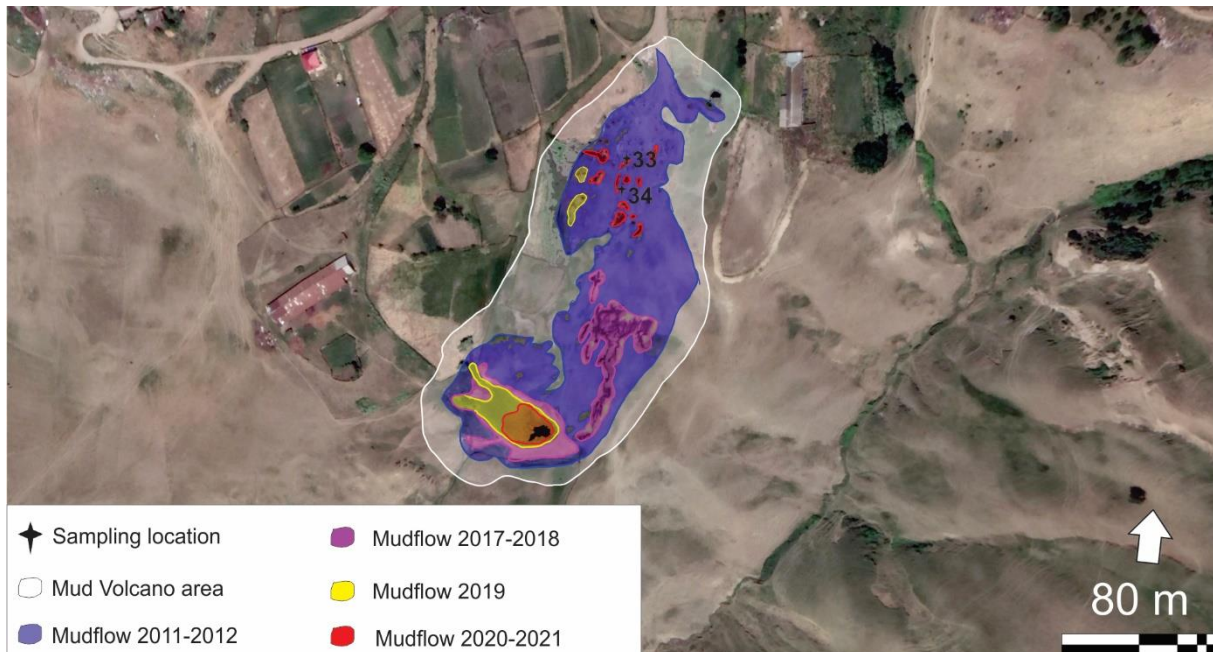 33
34
Sampling location
Mud Volcano area
Mudflow 2011-2012
Mudflow 2017-2018
Mudflow 2019
Mudflow 2020-2021
80 m